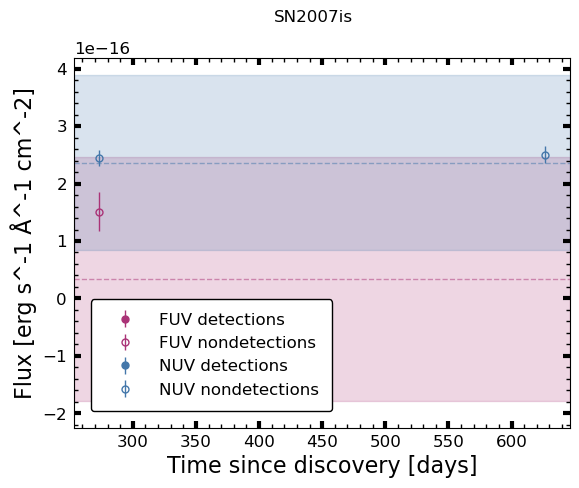 SN2007is
1e−16
Flux [erg s^-1 Å^-1 cm^-2]
4
3
2
1
0
−1
−2
FUV detections
FUV nondetections
NUV detections
NUV nondetections
300 350 400 450 500 550 600
Time since discovery [days]